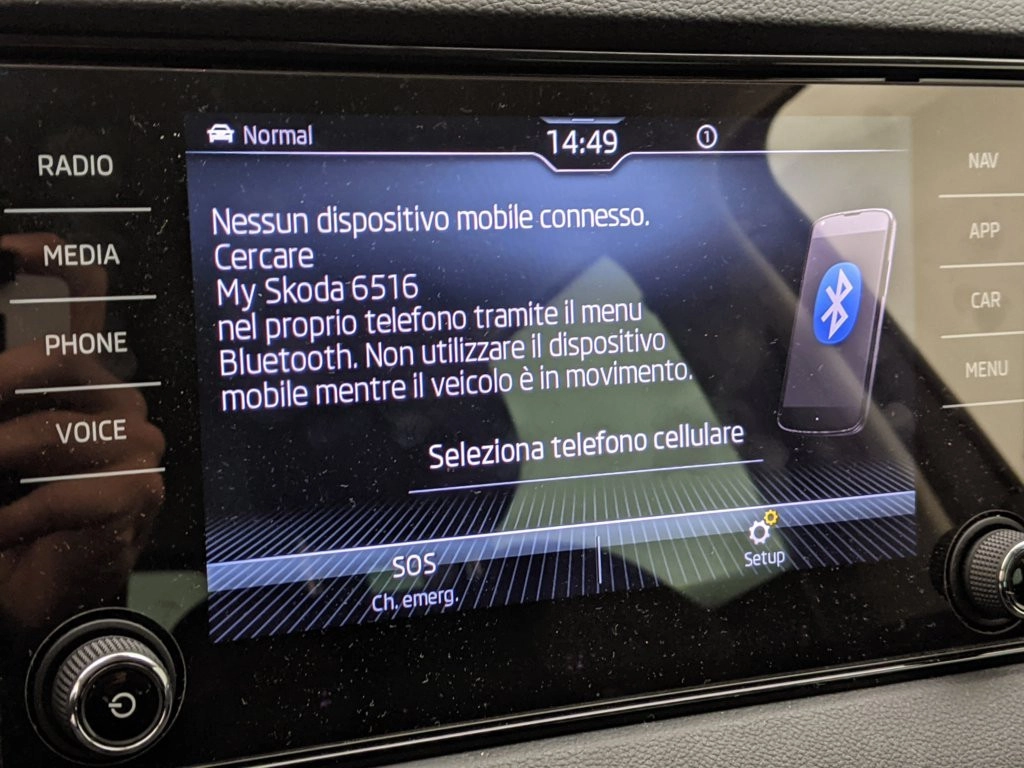 Normal
14:49
1
RADIO
MEDIA
PHONE
VOICE
Nessun dispositivo mobile connesso.
Cercare
My Skoda 6516
nel proprio telefono tramite il menu
Bluetooth. Non utilizzare il dispositivo
mobile mentre il veicolo è in movimento.
Seleziona telefono cellulare
SOS
Ch. emerg.
Setup
NAV
APP
CAR
MENU